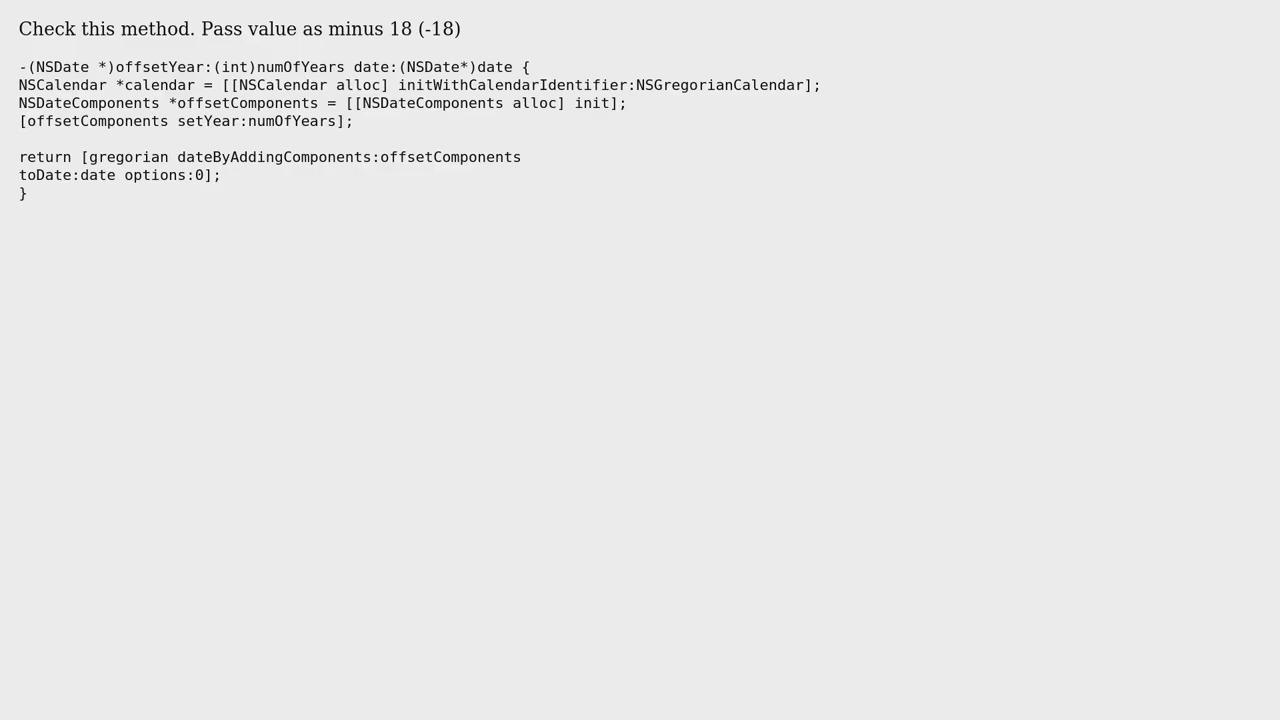 Check this method. Pass value as minus 18 (-18)
-(NSDate *)offsetYear:(int)numOfYears date:(NSDate*)date {
NSCalendar *calendar = [[NSCalendar alloc] initWithCalendarIdentifier:NSGregorianCalendar];
NSDateComponents *offsetComponents = [[NSDateComponents alloc] init];
[offsetComponents setYear:numOfYears];
return [gregorian dateByAddingComponents:offsetComponents
toDate:date options:0];
}